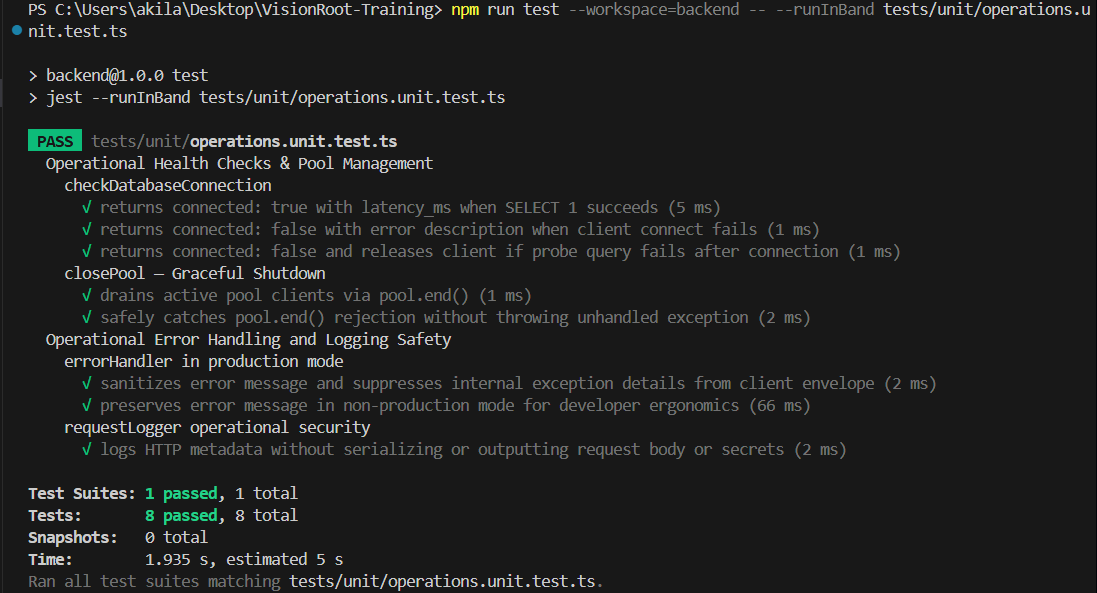 PS C:\Users\akila\Desktop\VisionRoot-Training> npm run test --workspace=backend -- --runInBand tests/unit/operations.u
nit.test.ts
> backend@1.0.0 test
> jest --runInBand tests/unit/operations.unit.test.ts
PASS tests/unit/operations.unit.test.ts
Operational Health Checks & Pool Management
checkDatabaseConnection
√ returns connected: true with latency_ms when SELECT 1 succeeds (5 ms)
√ returns connected: false with error description when client connect fails (1 ms)
√ returns connected: false and releases client if probe query fails after connection (1 ms)
closePool — Graceful Shutdown
√ drains active pool clients via pool.end() (1 ms)
√ safely catches pool.end() rejection without throwing unhandled exception (2 ms)
Operational Error Handling and Logging Safety
errorHandler in production mode
√ sanitizes error message and suppresses internal exception details from client envelope (2 ms)
√ preserves error message in non-production mode for developer ergonomics (66 ms)
requestLogger operational security
√ logs HTTP metadata without serializing or outputting request body or secrets (2 ms)
Test Suites: 1 passed, 1 total
Tests: 8 passed, 8 total
Snapshots: 0 total
Time: 1.935 s, estimated 5 s
Ran all test suites matching tests/unit/operations.unit.test.ts.